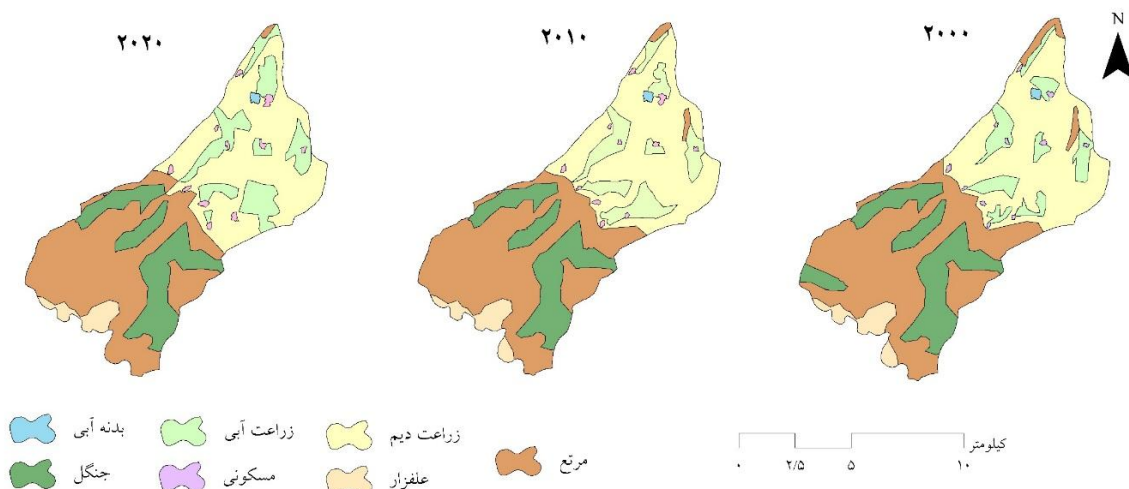 ۲۰۰۰
۲۰۱۰
۲۰۲۰
N
زراعت دیم
زراعت آبی
بدنه آبی
مرتع
علفزار
مسکونی
جنگل
کیلومتر
۰ ۲/۵ ۵ ۱۰